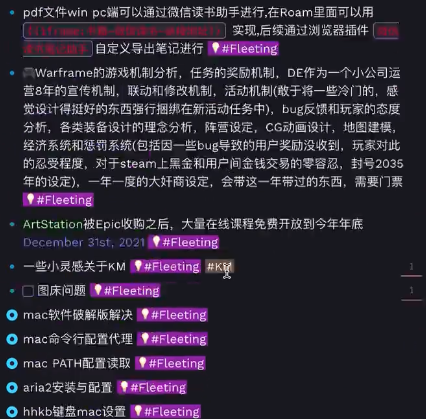 pdf文件win pc端可以通过微信读书助手进行,在Roam里面可以用
实现,后续通过浏览器插件
自定义导出笔记进行 #Fleeting
Warframe的游戏机制分析，任务的奖励机制，DE作为一个小公司运
营8年的宣传机制，联动和修改机制，活动机制(敢于将一些冷门的，感
觉设计得挺好的东西强行捆绑在新活动任务中)，bug反馈和玩家的态度
分析，各类装备设计的理念分析，阵营设定，CG动画设计，地图建模，
经济系统和惩罚系统(包括因一些bug导致的用户奖励没收到，玩家对此
的忍受程度，对于steam上黑金和用户间金钱交易的零容忍，封号2035
年的设定)，一年一度的大奸商设定，会带这一年带过的东西，需要门票
#Fleeting
ArtStation被Epic收购之后，大量在线课程免费开放到今年年底
December 31st, 2021 #Fleeting
一些小灵感关于KM #Fleeting #KM
1
图床问题 #Fleeting
1
mac软件破解版解决 #Fleeting
mac命令行配置代理 #Fleeting
mac PATH配置读取 #Fleeting
aria2安装与配置 #Fleeting
hhkb键盘mac设置 #Fleeting